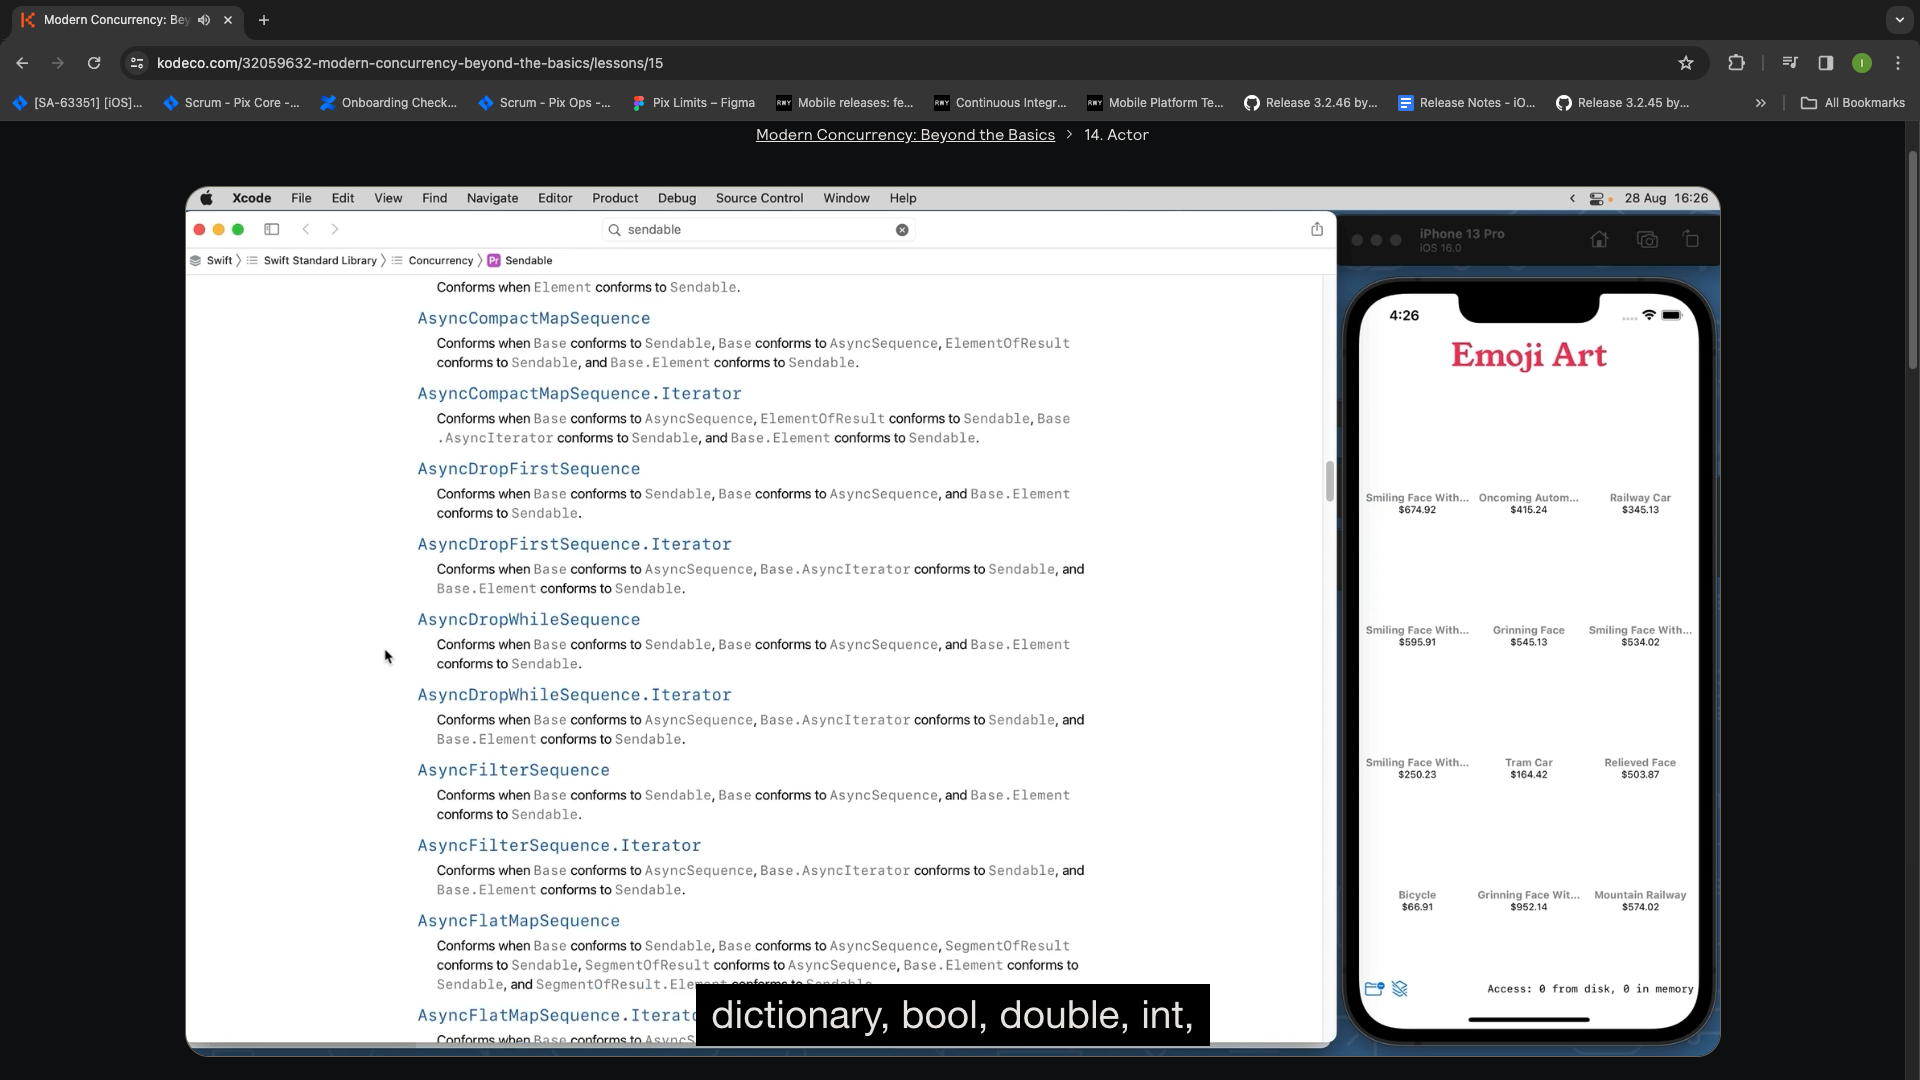 Modern Concurrency: Bey
kodeco.com/32059632-modern-concurrency-beyond-the-basics/lessons/15
[SA-63351] [iOS]...
Scrum - Pix Core -...
Onboarding Check...
Scrum - Pix Ops -...
Pix Limits – Figma
RWY Mobile releases: fe...
RWY Continuous Integr...
RWY Mobile Platform Te...
Release 3.2.46 by...
Release Notes - iO...
Release 3.2.45 by...
All Bookmarks
Modern Concurrency: Beyond the Basics > 14. Actor
Xcode File Edit View Find Navigate Editor Product Debug Source Control Window Help
28 Aug 16:26
sendable
Swift Swift Standard Library Concurrency Pr Sendable
Conforms when Element conforms to Sendable.
AsyncCompactMapSequence
Conforms when Base conforms to Sendable, Base conforms to AsyncSequence, ElementOfResult
conforms to Sendable, and Base.Element conforms to Sendable.
AsyncCompactMapSequence.Iterator
Conforms when Base conforms to AsyncSequence, ElementOfResult conforms to Sendable, Base
.AsyncIterator conforms to Sendable, and Base.Element conforms to Sendable.
AsyncDropFirstSequence
Conforms when Base conforms to Sendable, Base conforms to AsyncSequence, and Base.Element
conforms to Sendable.
AsyncDropFirstSequence.Iterator
Conforms when Base conforms to AsyncSequence, Base.AsyncIterator conforms to Sendable, and
Base.Element conforms to Sendable.
AsyncDropWhileSequence
Conforms when Base conforms to Sendable, Base conforms to AsyncSequence, and Base.Element
conforms to Sendable.
AsyncDropWhileSequence.Iterator
Conforms when Base conforms to AsyncSequence, Base.AsyncIterator conforms to Sendable, and
Base.Element conforms to Sendable.
AsyncFilterSequence
Conforms when Base conforms to Sendable, Base conforms to AsyncSequence, and Base.Element
conforms to Sendable.
AsyncFilterSequence.Iterator
Conforms when Base conforms to AsyncSequence, Base.AsyncIterator conforms to Sendable, and
Base.Element conforms to Sendable.
AsyncFlatMapSequence
Conforms when Base conforms to Sendable, Base conforms to AsyncSequence, SegmentOfResult
conforms to Sendable, SegmentOfResult conforms to AsyncSequence, Base.Element conforms to
Sendable, and SegmentOfResult.Element conforms to Sendable.
AsyncFlatMapSequence.Iterato
Conforms when Base conforms to AsyncS
dictionary, bool, double, int,
iPhone 13 Pro
iOS 16.0
4:26
Emoji Art
Smiling Face With... Oncoming Autom... Railway Car
$674.92 $415.24 $345.13
Smiling Face With... Grinning Face Smiling Face With...
$595.91 $545.13 $534.02
Smiling Face With... Tram Car Relieved Face
$250.23 $164.42 $503.87
Bicycle Grinning Face Wit... Mountain Railway
$66.91 $952.14 $574.02
Access: 0 from disk, 0 in memory